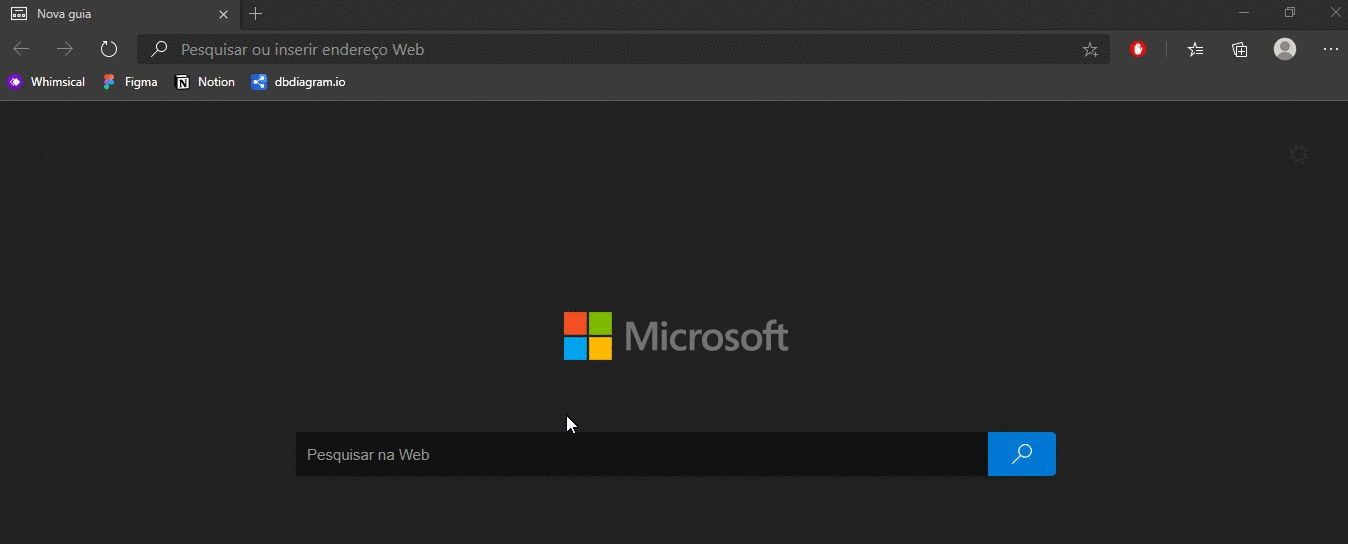 Nova guia
Pesquisar ou inserir endereço Web
Whimsical Figma Notion dbdiagram.io
Microsoft
Pesquisar na Web